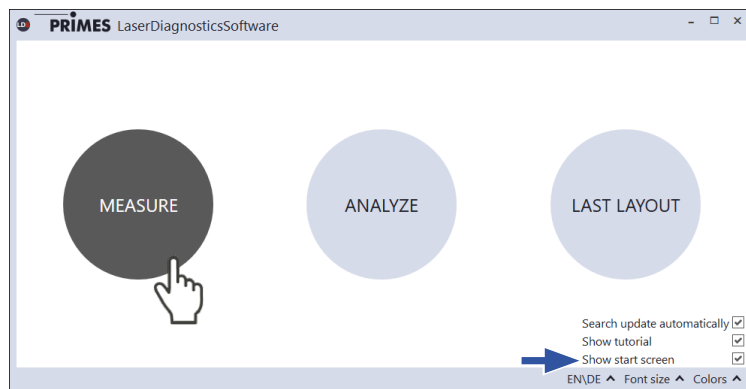 LD PRIMES LaserDiagnosticsSoftware
MEASURE
ANALYZE
LAST LAYOUT
Search update automatically
Show tutorial
Show start screen
EN\DE Font size Colors